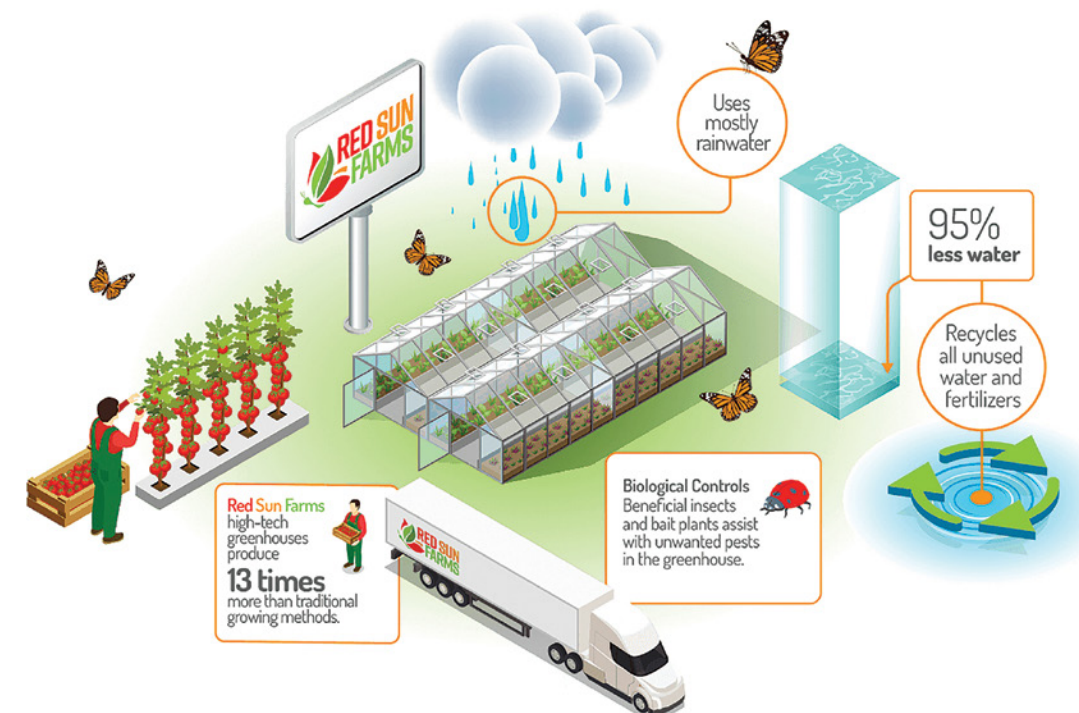 RED SUN
FARMS
Uses
mostly
rainwater
95%
less water
Recycles
all unused
water and
fertilizers
Red Sun Farms
high-tech
greenhouses
produce
13 times
more than traditional
growing methods.
RED SUN
FARMS
Biological Controls
Beneficial insects
and bait plants assist
with unwanted pests
in the greenhouse.